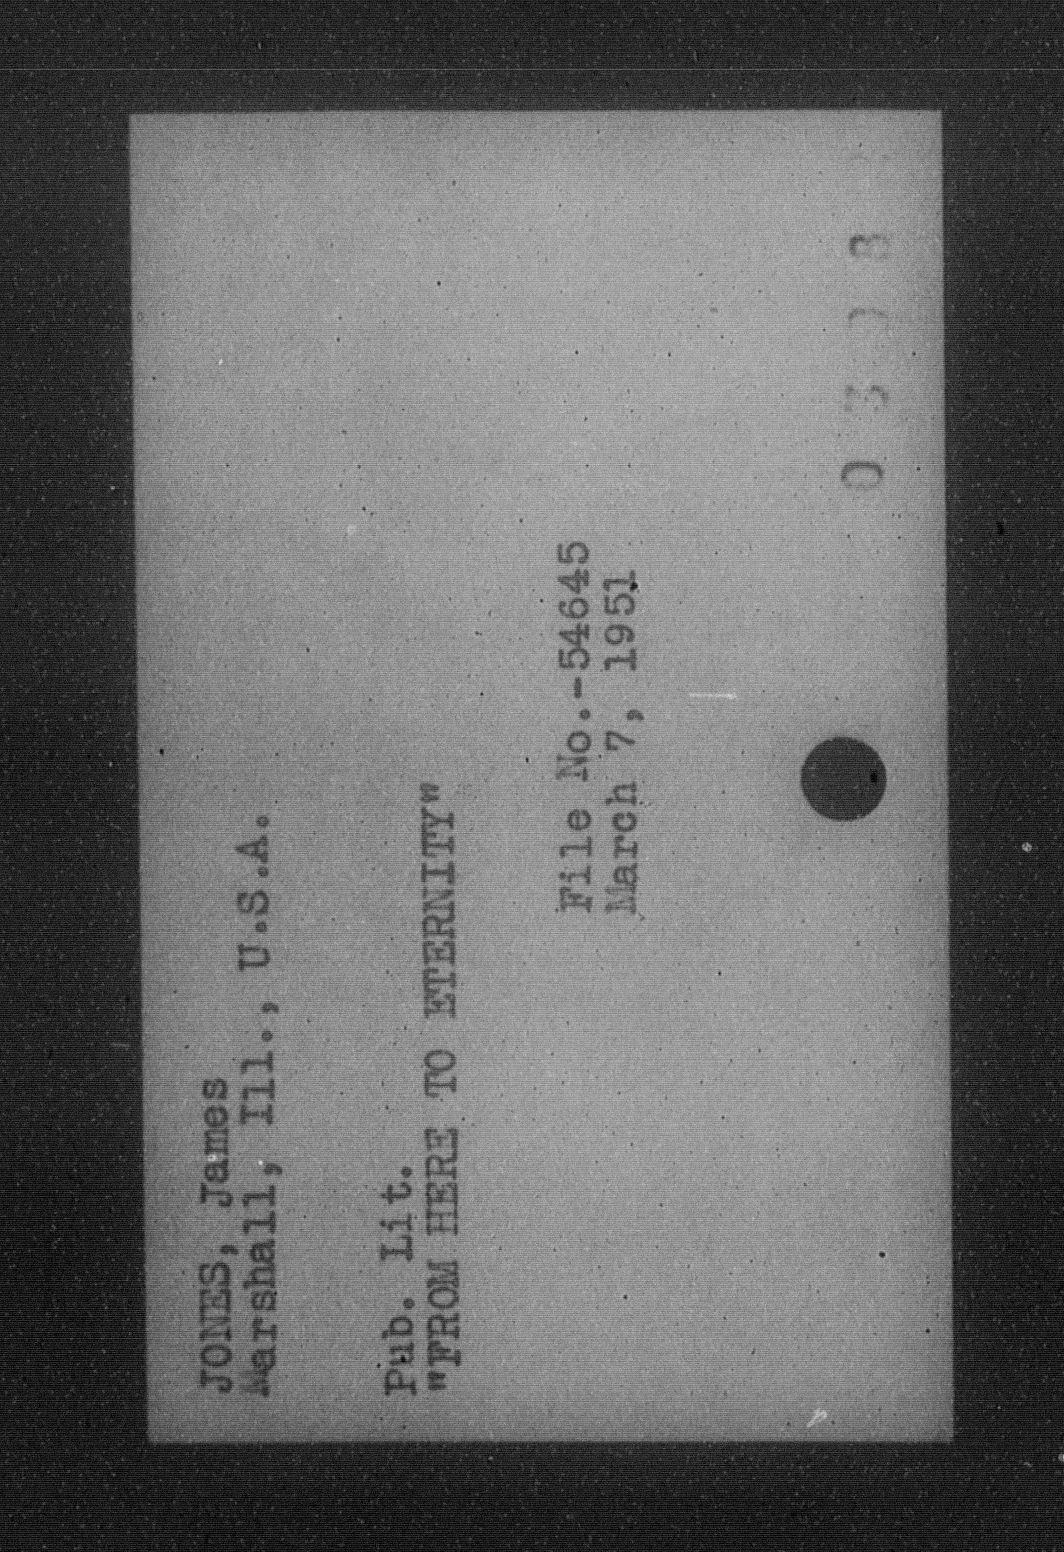 JONES, James
Marshall, Ill., U.S.A.
Pub. Lit.
"FROM HERE TO ETERNITY"
File No.-54645
March 7, 1951